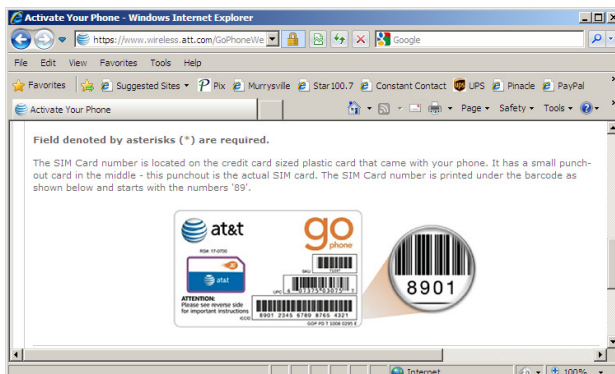 Activate Your Phone - Windows Internet Explorer
https://www.wireless.att.com/GoPhoneWe
Google
File Edit View Favorites Tools Help
Favorites Suggested Sites Pix Murrysville Star100.7 Constant Contact UPS Pinacle PayPal
Activate Your Phone
Page Safety Tools
Field denoted by asterisks (*) are required.
The SIM Card number is located on the credit card sized plastic card that came with your phone. It has a small punch-
out card in the middle - this punchout is the actual SIM card. The SIM Card number is printed under the barcode as
shown below and starts with the numbers '89'.
at&t
go
phone
at&t
SKU
UPC
ATTENTION:
Please see reverse side
for important instructions
ICCID
8901 2345 6789 8765 4321
8901
Internet
100%